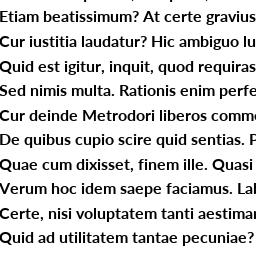 Etiam beatissimum? At certe gravius
Cur iustitia laudatur? Hic ambiguo lu
Quid est igitur, inquit, quod requiras
Sed nimis multa. Rationis enim perfe
Cur deinde Metrodori liberos comm
De quibus cupio scire quid sentias. P
Quae cum dixisset, finem ille. Quasi
Verum hoc idem saepe faciamus. Lal
Certe, nisi voluptatem tanti aestimar
Quid ad utilitatem tantae pecuniae?